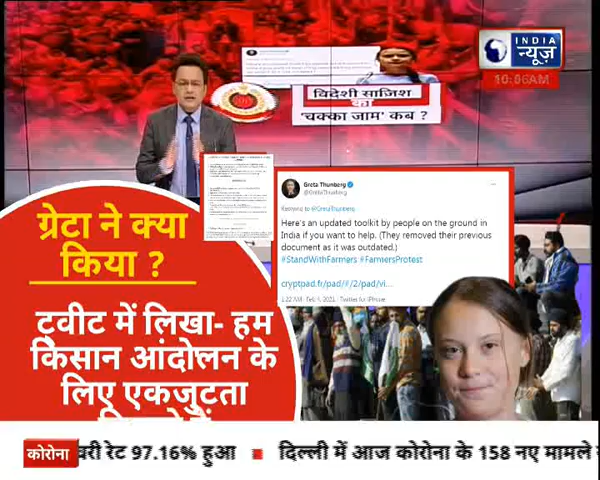 INDIA
न्यूज़
10:06AM
विदेशी साजिश
का
'चक्का जाम' कब ?
Greta Thunberg
@GretaThunberg
Replying to @GretaThunberg
Here's an updated toolkit by people on the ground in
India if you want to help. (They removed their previous
document as it was outdated.)
#StandWithFarmers #FarmersProtest
cryptpad.fr/pad/#/2/pad/vi...
1:22 AM · Feb 4, 2021 · Twitter for iPhone
ग्रेटा ने क्या
किया ?
ट्वीट में लिखा- हम
किसान आंदोलन के
लिए एकजुटता
कोरोना
वरी रेट 97.16% हुआ ■ दिल्ली में आज कोरोना के 158 नए मामले